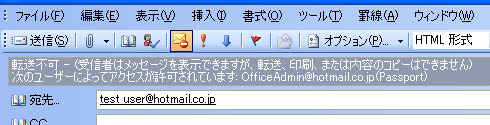 ファイル(F) 編集(E) 表示(V) 挿入(I) 書式(O) ツール(T) 罫線(A) ウィンドウ(W)
送信(S) オプション(P)... HTML 形式
転送不可 - (受信者はメッセージを表示できますが、転送、印刷、または内容のコピーはできません)
次のユーザーによってアクセスが許可されています: OfficeAdmin@hotmail.co.jp(Passport)
宛先... test user@hotmail.co.jp
CC